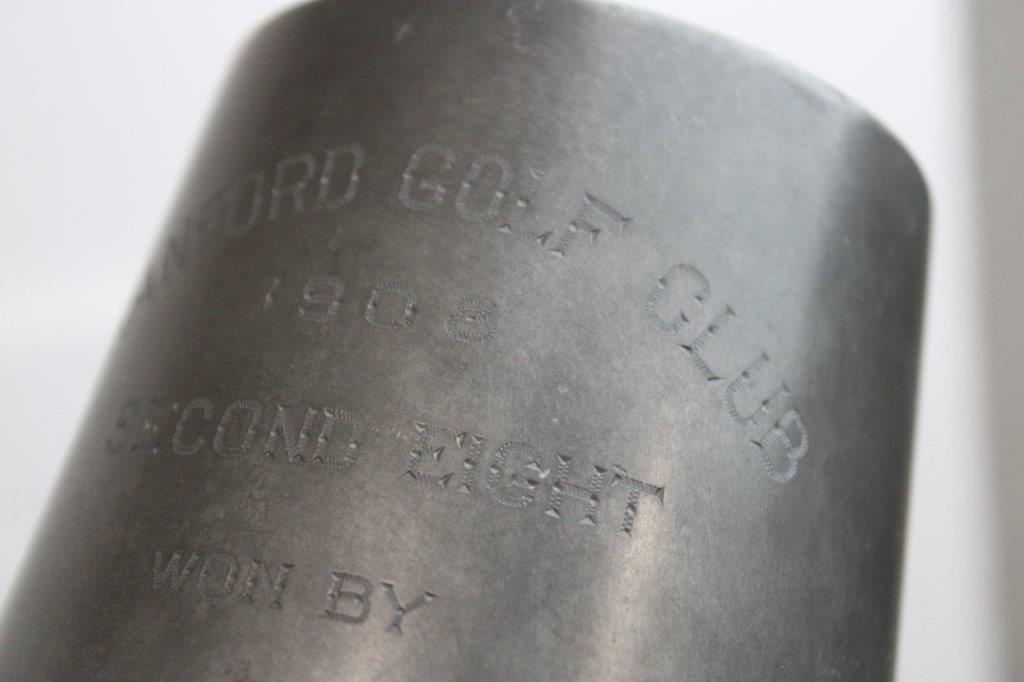 GOLF CLUB
1908
SECOND EIGHT
WON BY